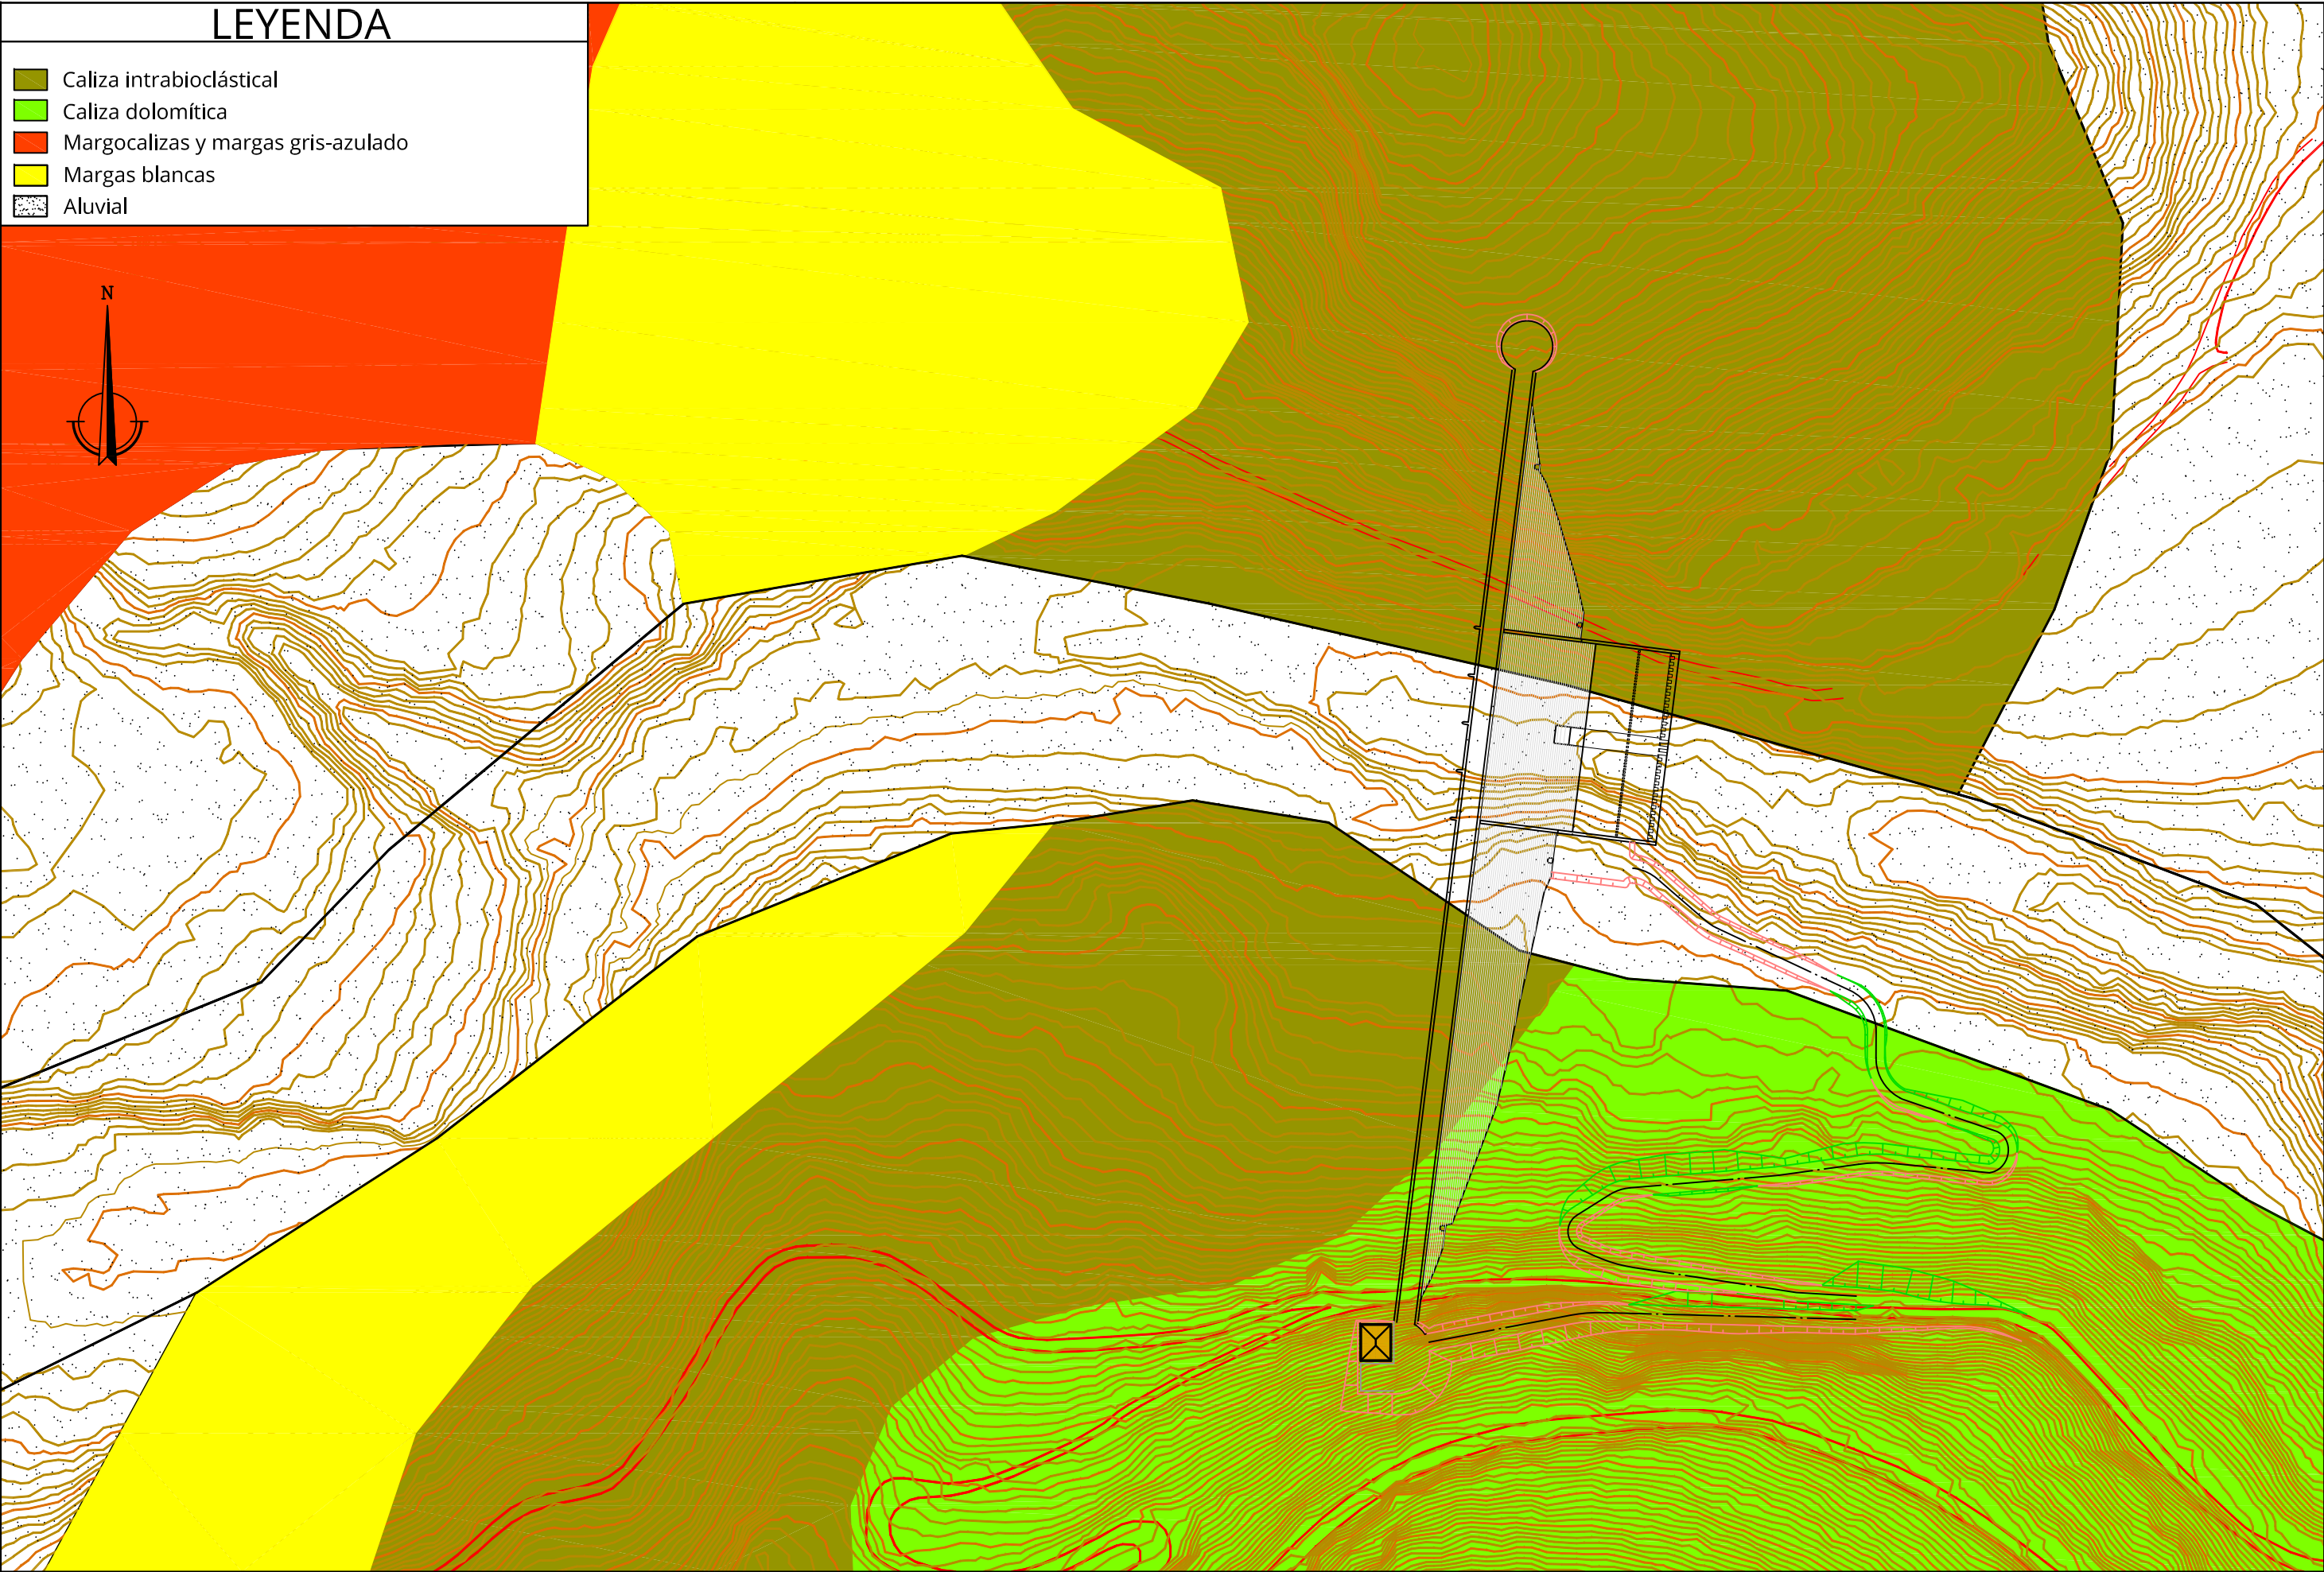 LEYENDA
Caliza intrabioclástical
Caliza dolomítica
Margocalizas y margas gris-azulado
Margas blancas
Aluvial
N